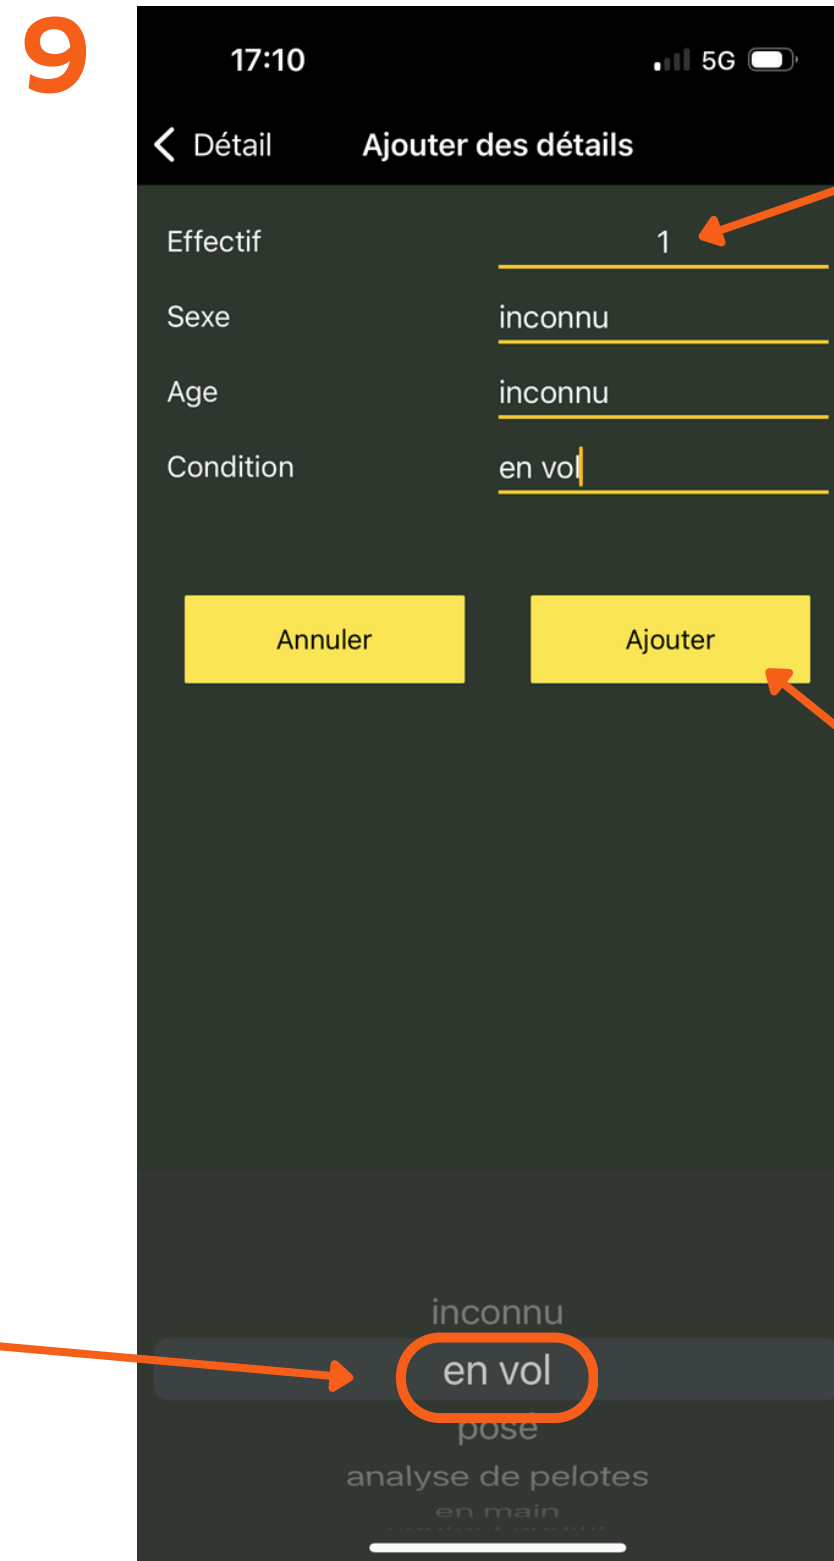 9
17:10
5G
Détail
Ajouter des détails
Effectif
1
Sexe
inconnu
Age
inconnu
Condition
en vol
Annuler
Ajouter
inconnu
en vol
posé
analyse de pelotes
en main